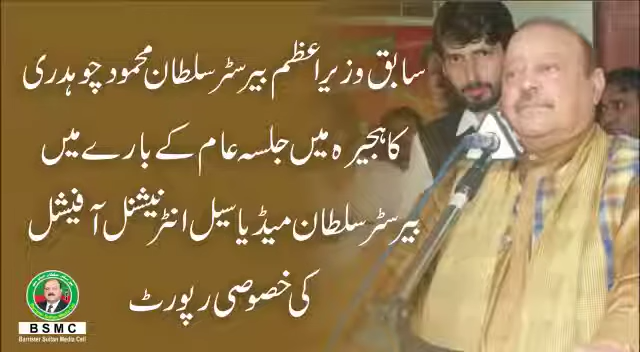 سابق وزیراعظم بیرسٹر سلطان محمود چوہدری
کا ہجیرہ میں جلسہ عام کے بارے میں
بیرسٹر سلطان میڈیا سیل انٹرنیشنل آفیشل
کی خصوصی رپورٹ
BSMC
Barrister Sultan Media Cell